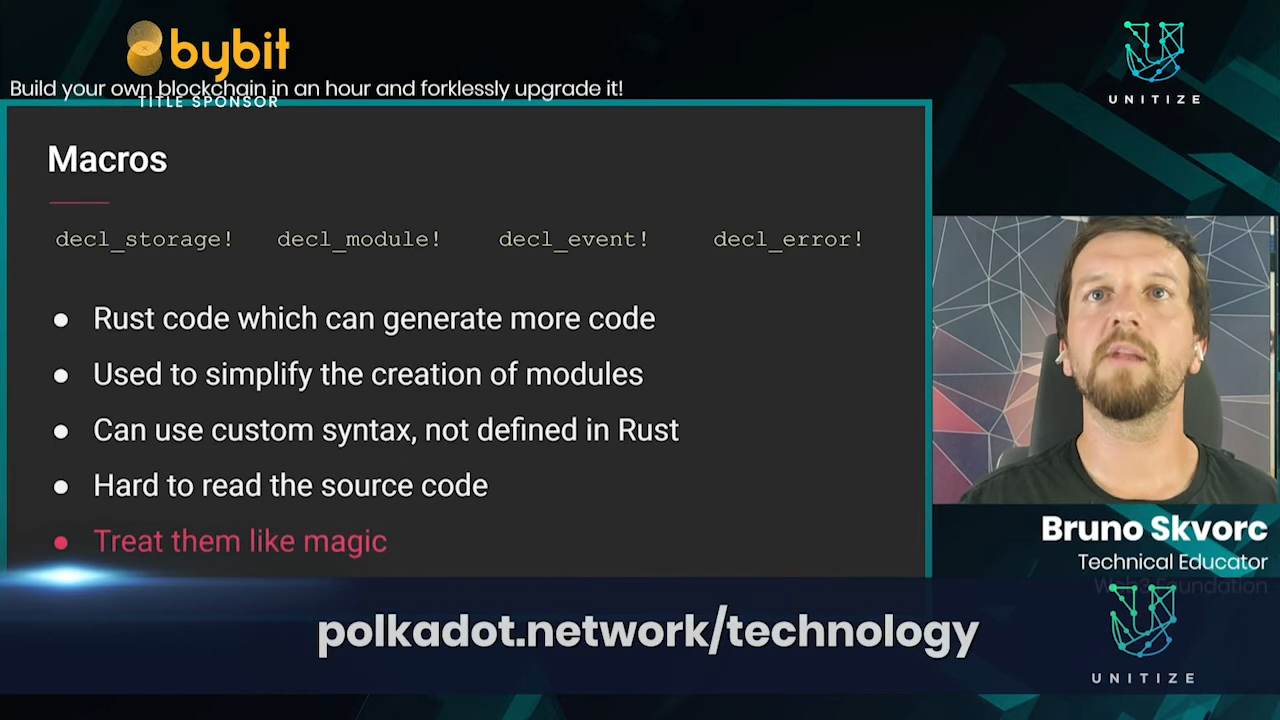 bybit
TITLE SPONSOR
Build your own blockchain in an hour and forklessly upgrade it!
UNITIZE
Macros
decl_storage! decl_module! decl_event! decl_error!
● Rust code which can generate more code
● Used to simplify the creation of modules
● Can use custom syntax, not defined in Rust
● Hard to read the source code
● Treat them like magic
Bruno Skvorc
Technical Educator
Web3 Foundation
polkadot.network/technology
UNITIZE